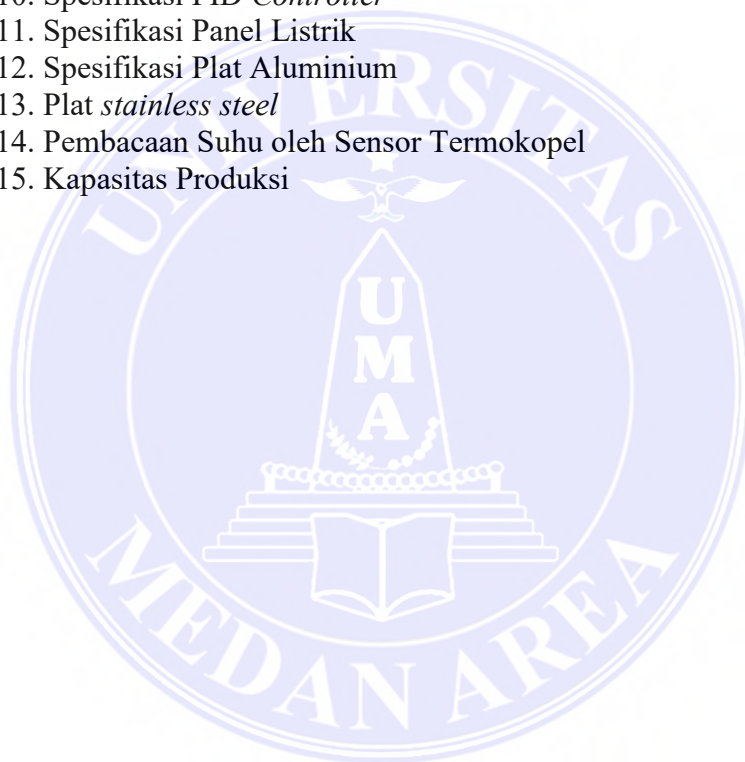 10. Spesifikasi PID Controller
11. Spesifikasi Panel Listrik
12. Spesifikasi Plat Aluminium
13. Plat stainless steel
14. Pembacaan Suhu oleh Sensor Termokopel
15. Kapasitas Produksi
UNIVERSITAS
UMA
MEDAN AREA